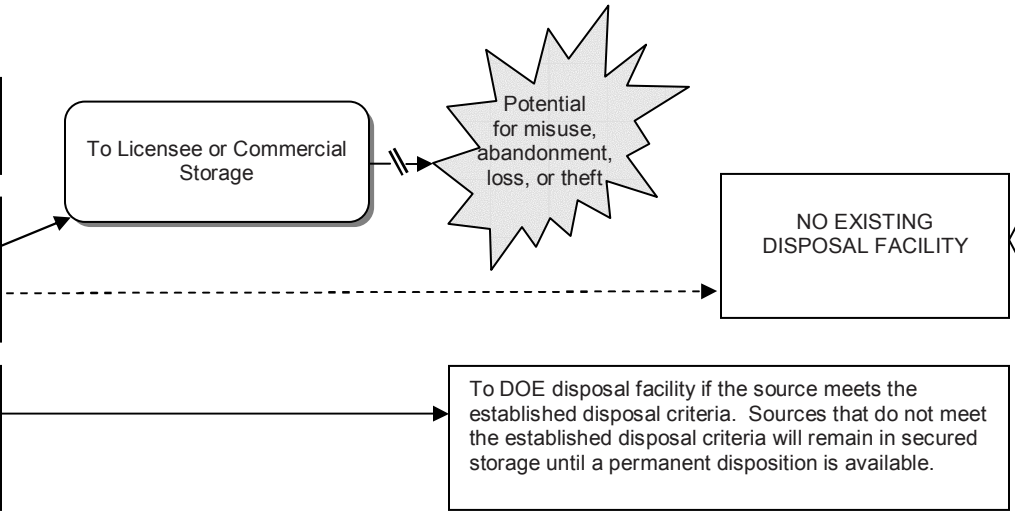 Potential
for misuse,
abandonment,
loss, or theft
To Licensee or Commercial
Storage
NO EXISTING
DISPOSAL FACILITY
To DOE disposal facility if the source meets the
established disposal criteria.  Sources that do not meet
the established disposal criteria will remain in secured
storage until a permanent disposition is available.